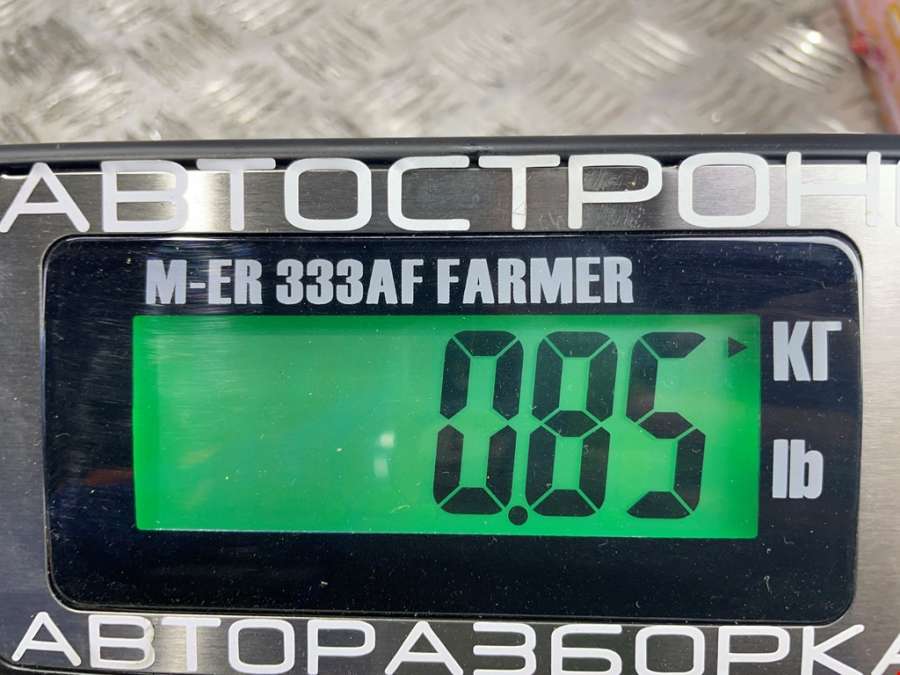 АВТОСТРОН
M-ER 333AF FARMER
0.85
КГ
lb
АВТОРАЗБОРКА